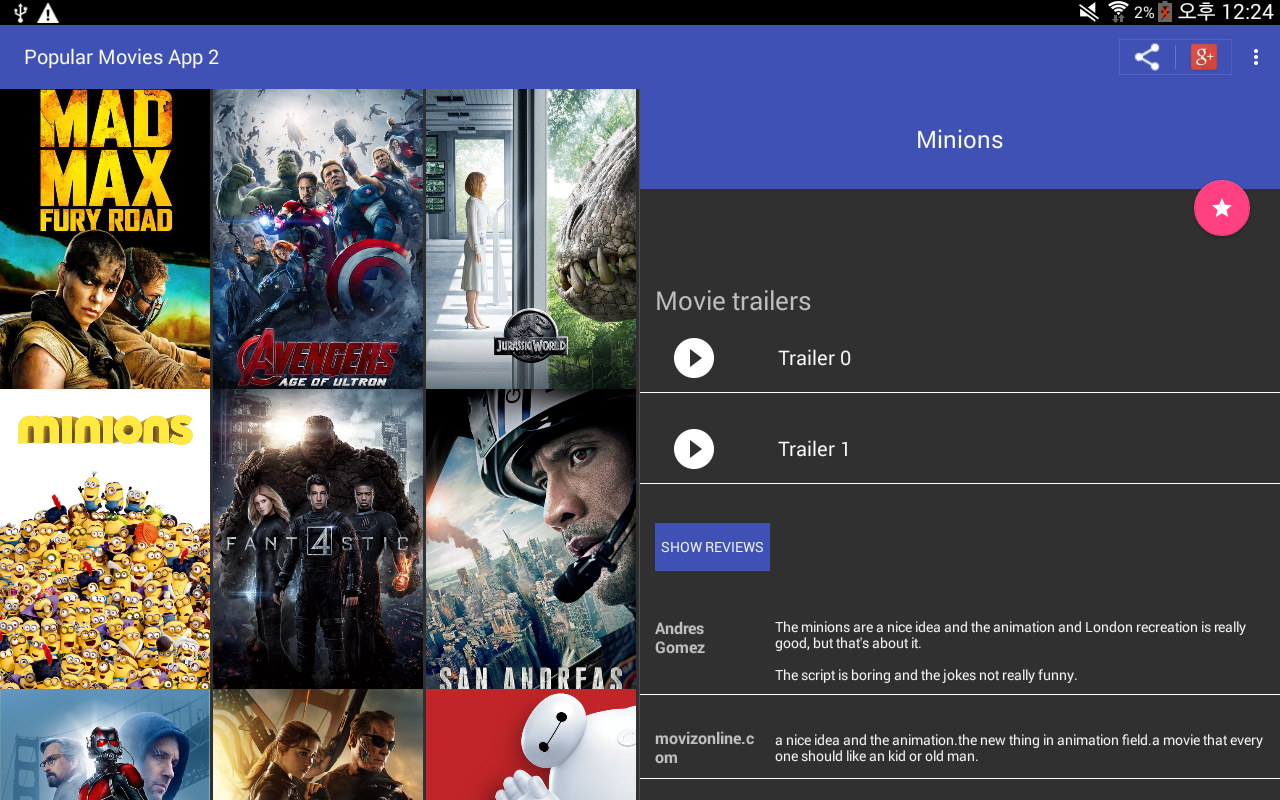 2% 오후 12:24
Popular Movies App 2
g+
MAD
MAX
FURY ROAD
AVENGERS
AGE OF ULTRON
JURASSIC WORLD
minions
FANT4STIC
SAN ANDREAS
Minions
Movie trailers
Trailer 0
Trailer 1
SHOW REVIEWS
Andres
Gomez
The minions are a nice idea and the animation and London recreation is really
good, but that's about it.
The script is boring and the jokes not really funny.
movizonline.c
om
a nice idea and the animation.the new thing in animation field.a movie that every
one should like an kid or old man.